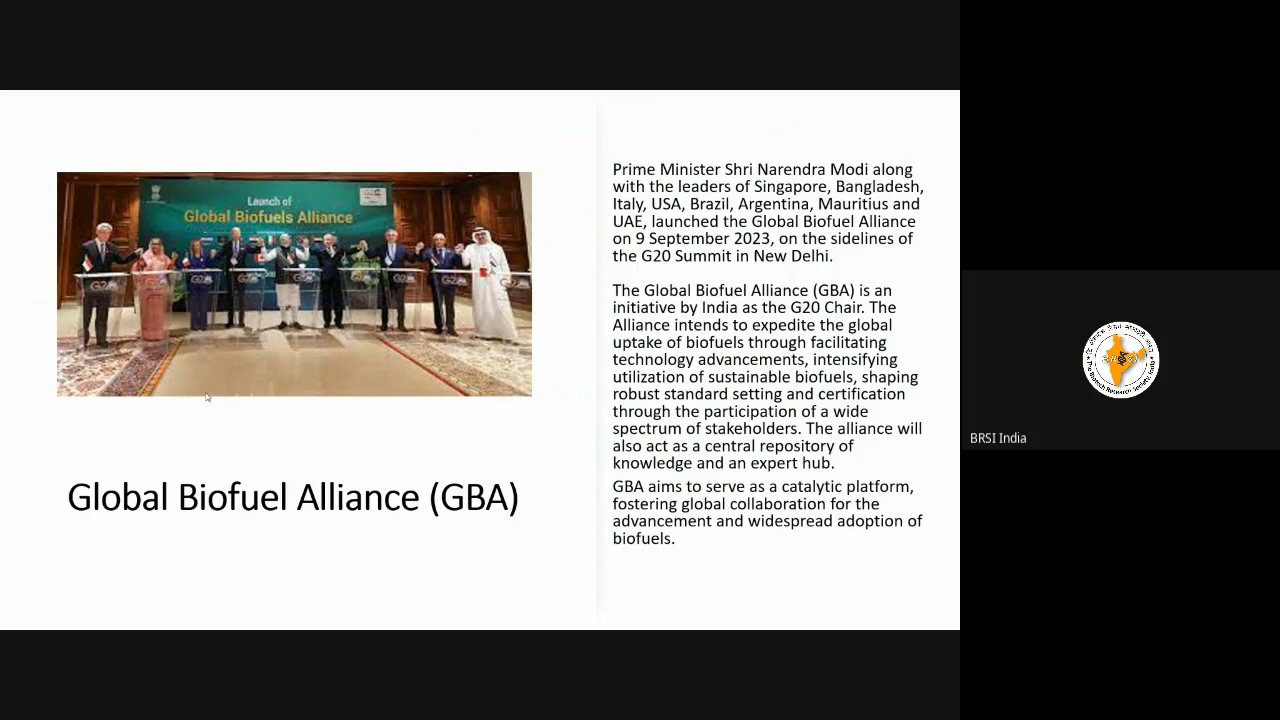 Launch of
Global Biofuels Alliance
Global Biofuel Alliance (GBA)
Prime Minister Shri Narendra Modi along
with the leaders of Singapore, Bangladesh,
Italy, USA, Brazil, Argentina, Mauritius and
UAE, launched the Global Biofuel Alliance
on 9 September 2023, on the sidelines of
the G20 Summit in New Delhi.
The Global Biofuel Alliance (GBA) is an
initiative by India as the G20 Chair. The
Alliance intends to expedite the global
uptake of biofuels through facilitating
technology advancements, intensifying
utilization of sustainable biofuels, shaping
robust standard setting and certification
through the participation of a wide
spectrum of stakeholders. The alliance will
also act as a central repository of
knowledge and an expert hub.
GBA aims to serve as a catalytic platform,
fostering global collaboration for the
advancement and widespread adoption of
biofuels.
BRSI India